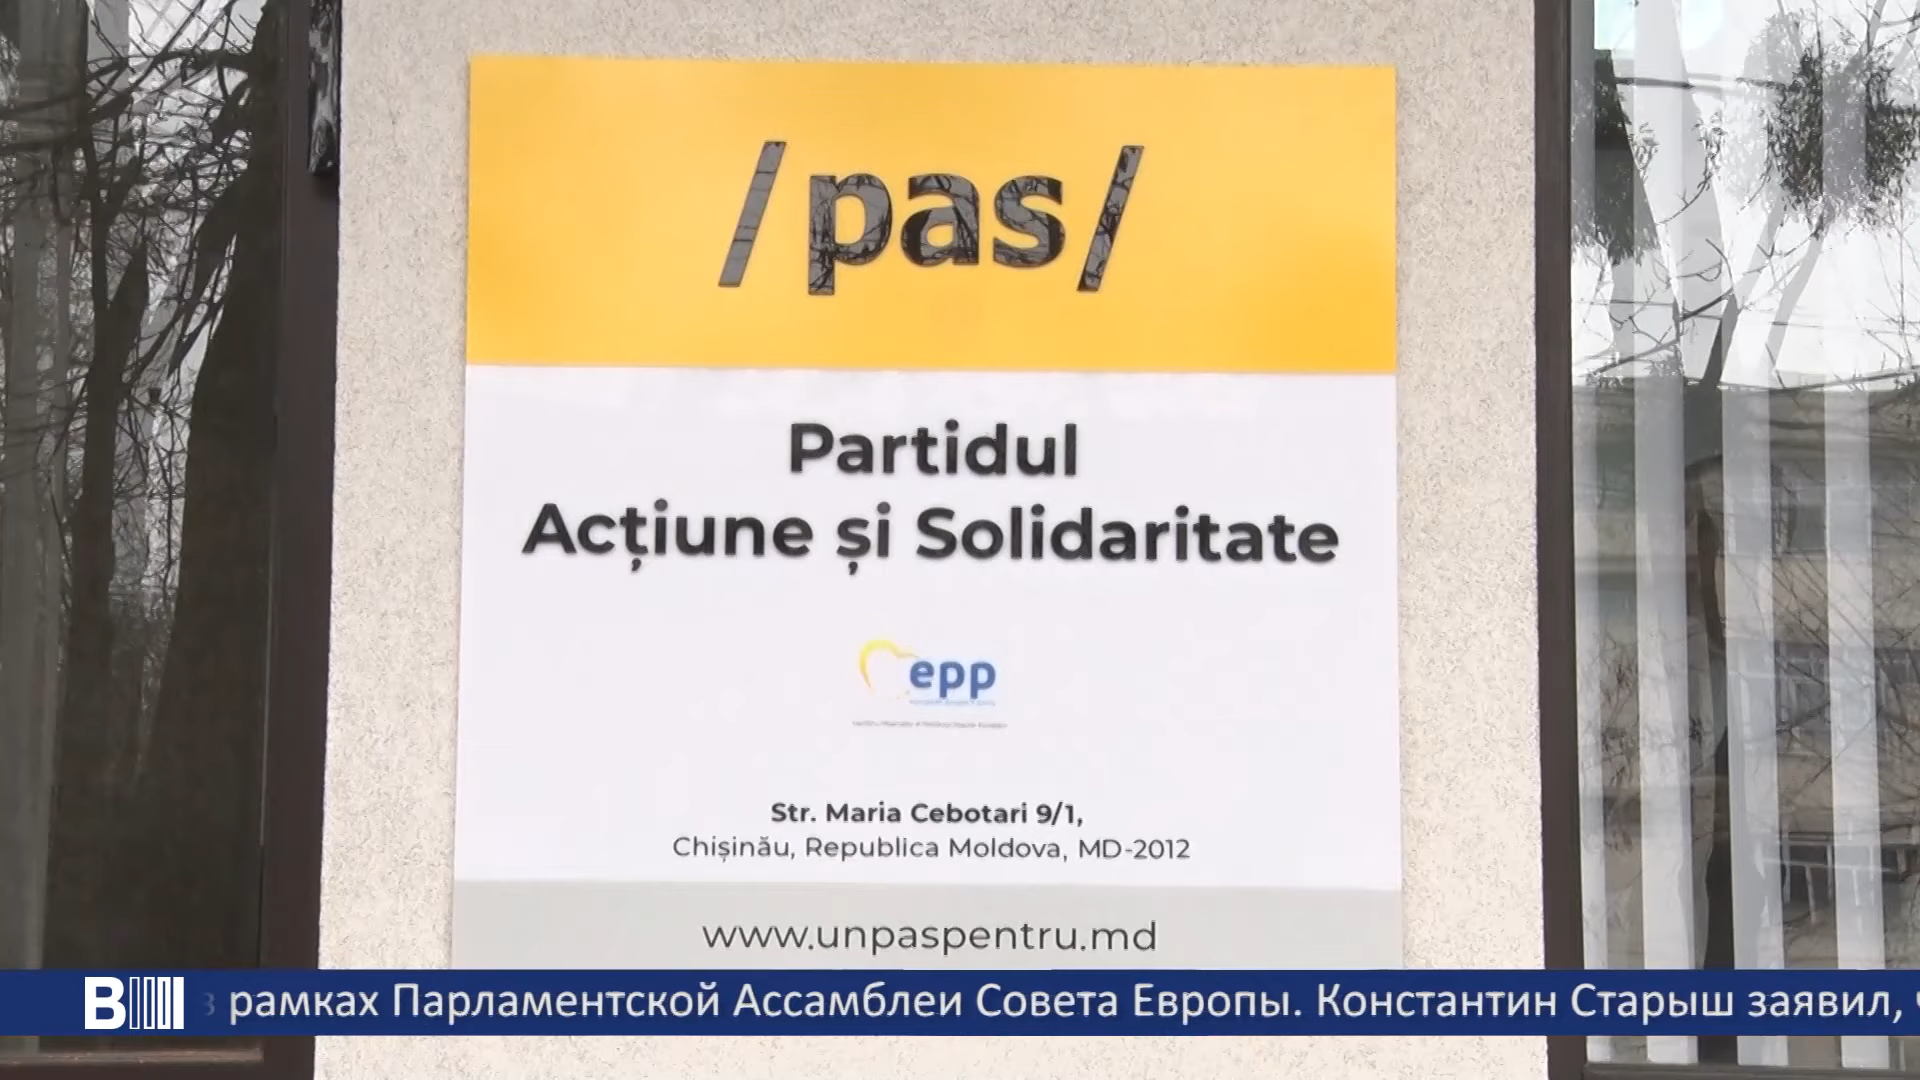 /pas/
Partidul
Acțiune și Solidaritate
epp
Str. Maria Cebotari 9/1,
Chișinău, Republica Moldova, MD-2012
www.unpaspentru.md
в рамках Парламентской Ассамблеи Совета Европы. Константин Старыш заявил,